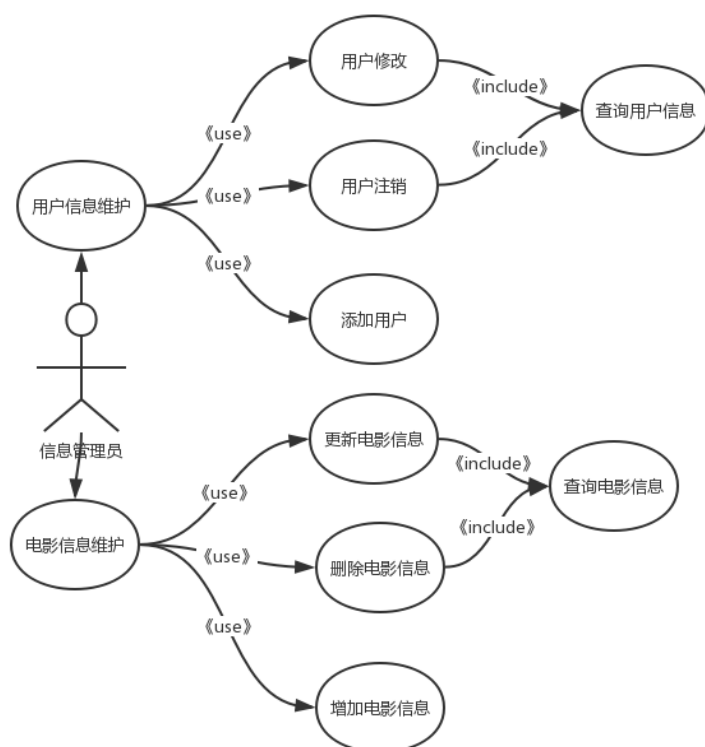 用户修改
《include》
查询用户信息
《use》
《include》
用户注销
《use》
用户信息维护
《use》
添加用户
信息管理员
更新电影信息
《include》
查询电影信息
《use》
《include》
电影信息维护
《use》
删除电影信息
《use》
增加电影信息